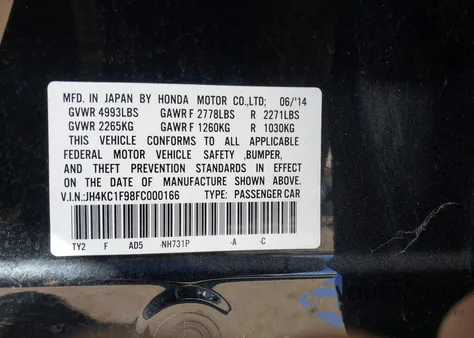 MFD. IN JAPAN BY HONDA MOTOR CO.,LTD; 06/'14
GVWR 4993LBS GAWR F 2778LBS R 2271LBS
GVWR 2265KG GAWR F 1260KG R 1030KG
THIS VEHICLE CONFORMS TO ALL APPLICABLE
FEDERAL MOTOR VEHICLE SAFETY ,BUMPER,
AND THEFT PREVENTION STANDARDS IN EFFECT
ON THE DATE OF MANUFACTURE SHOWN ABOVE.
V.I.N.:JH4KC1F98FC000166 TYPE: PASSENGER CAR
TY2 F AD5 -NH731P -A -C